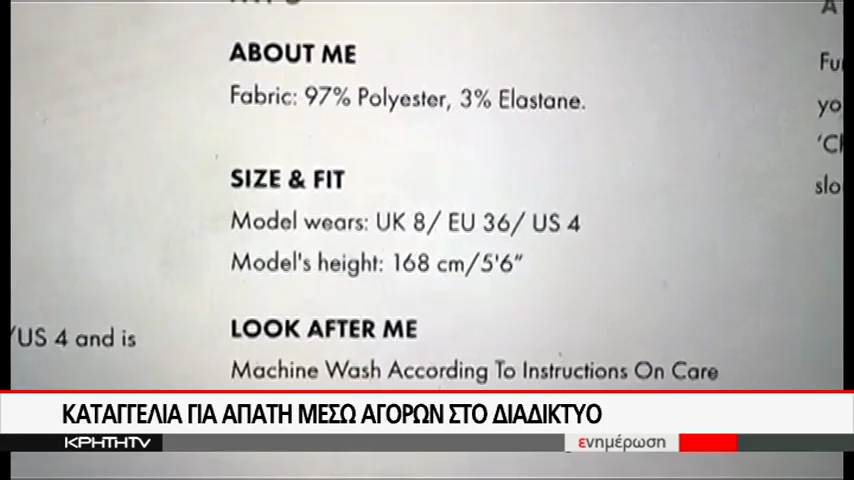 ABOUT ME
Fabric: 97% Polyester, 3% Elastane.
SIZE & FIT
Model wears: UK 8/ EU 36/ US 4
Model's height: 168 cm/5'6"
/US 4 and is
LOOK AFTER ME
Machine Wash According To Instructions On Care
A
yo
slo
ΚΑΤΑΓΓΕΛΙΑ ΓΙΑ ΑΠΑΤΗ ΜΕΣΩ ΑΓΟΡΩΝ ΣΤΟ ΔΙΑΔΙΚΤΥΟ
ΚΡΗΤΗTV
ενημέρωση